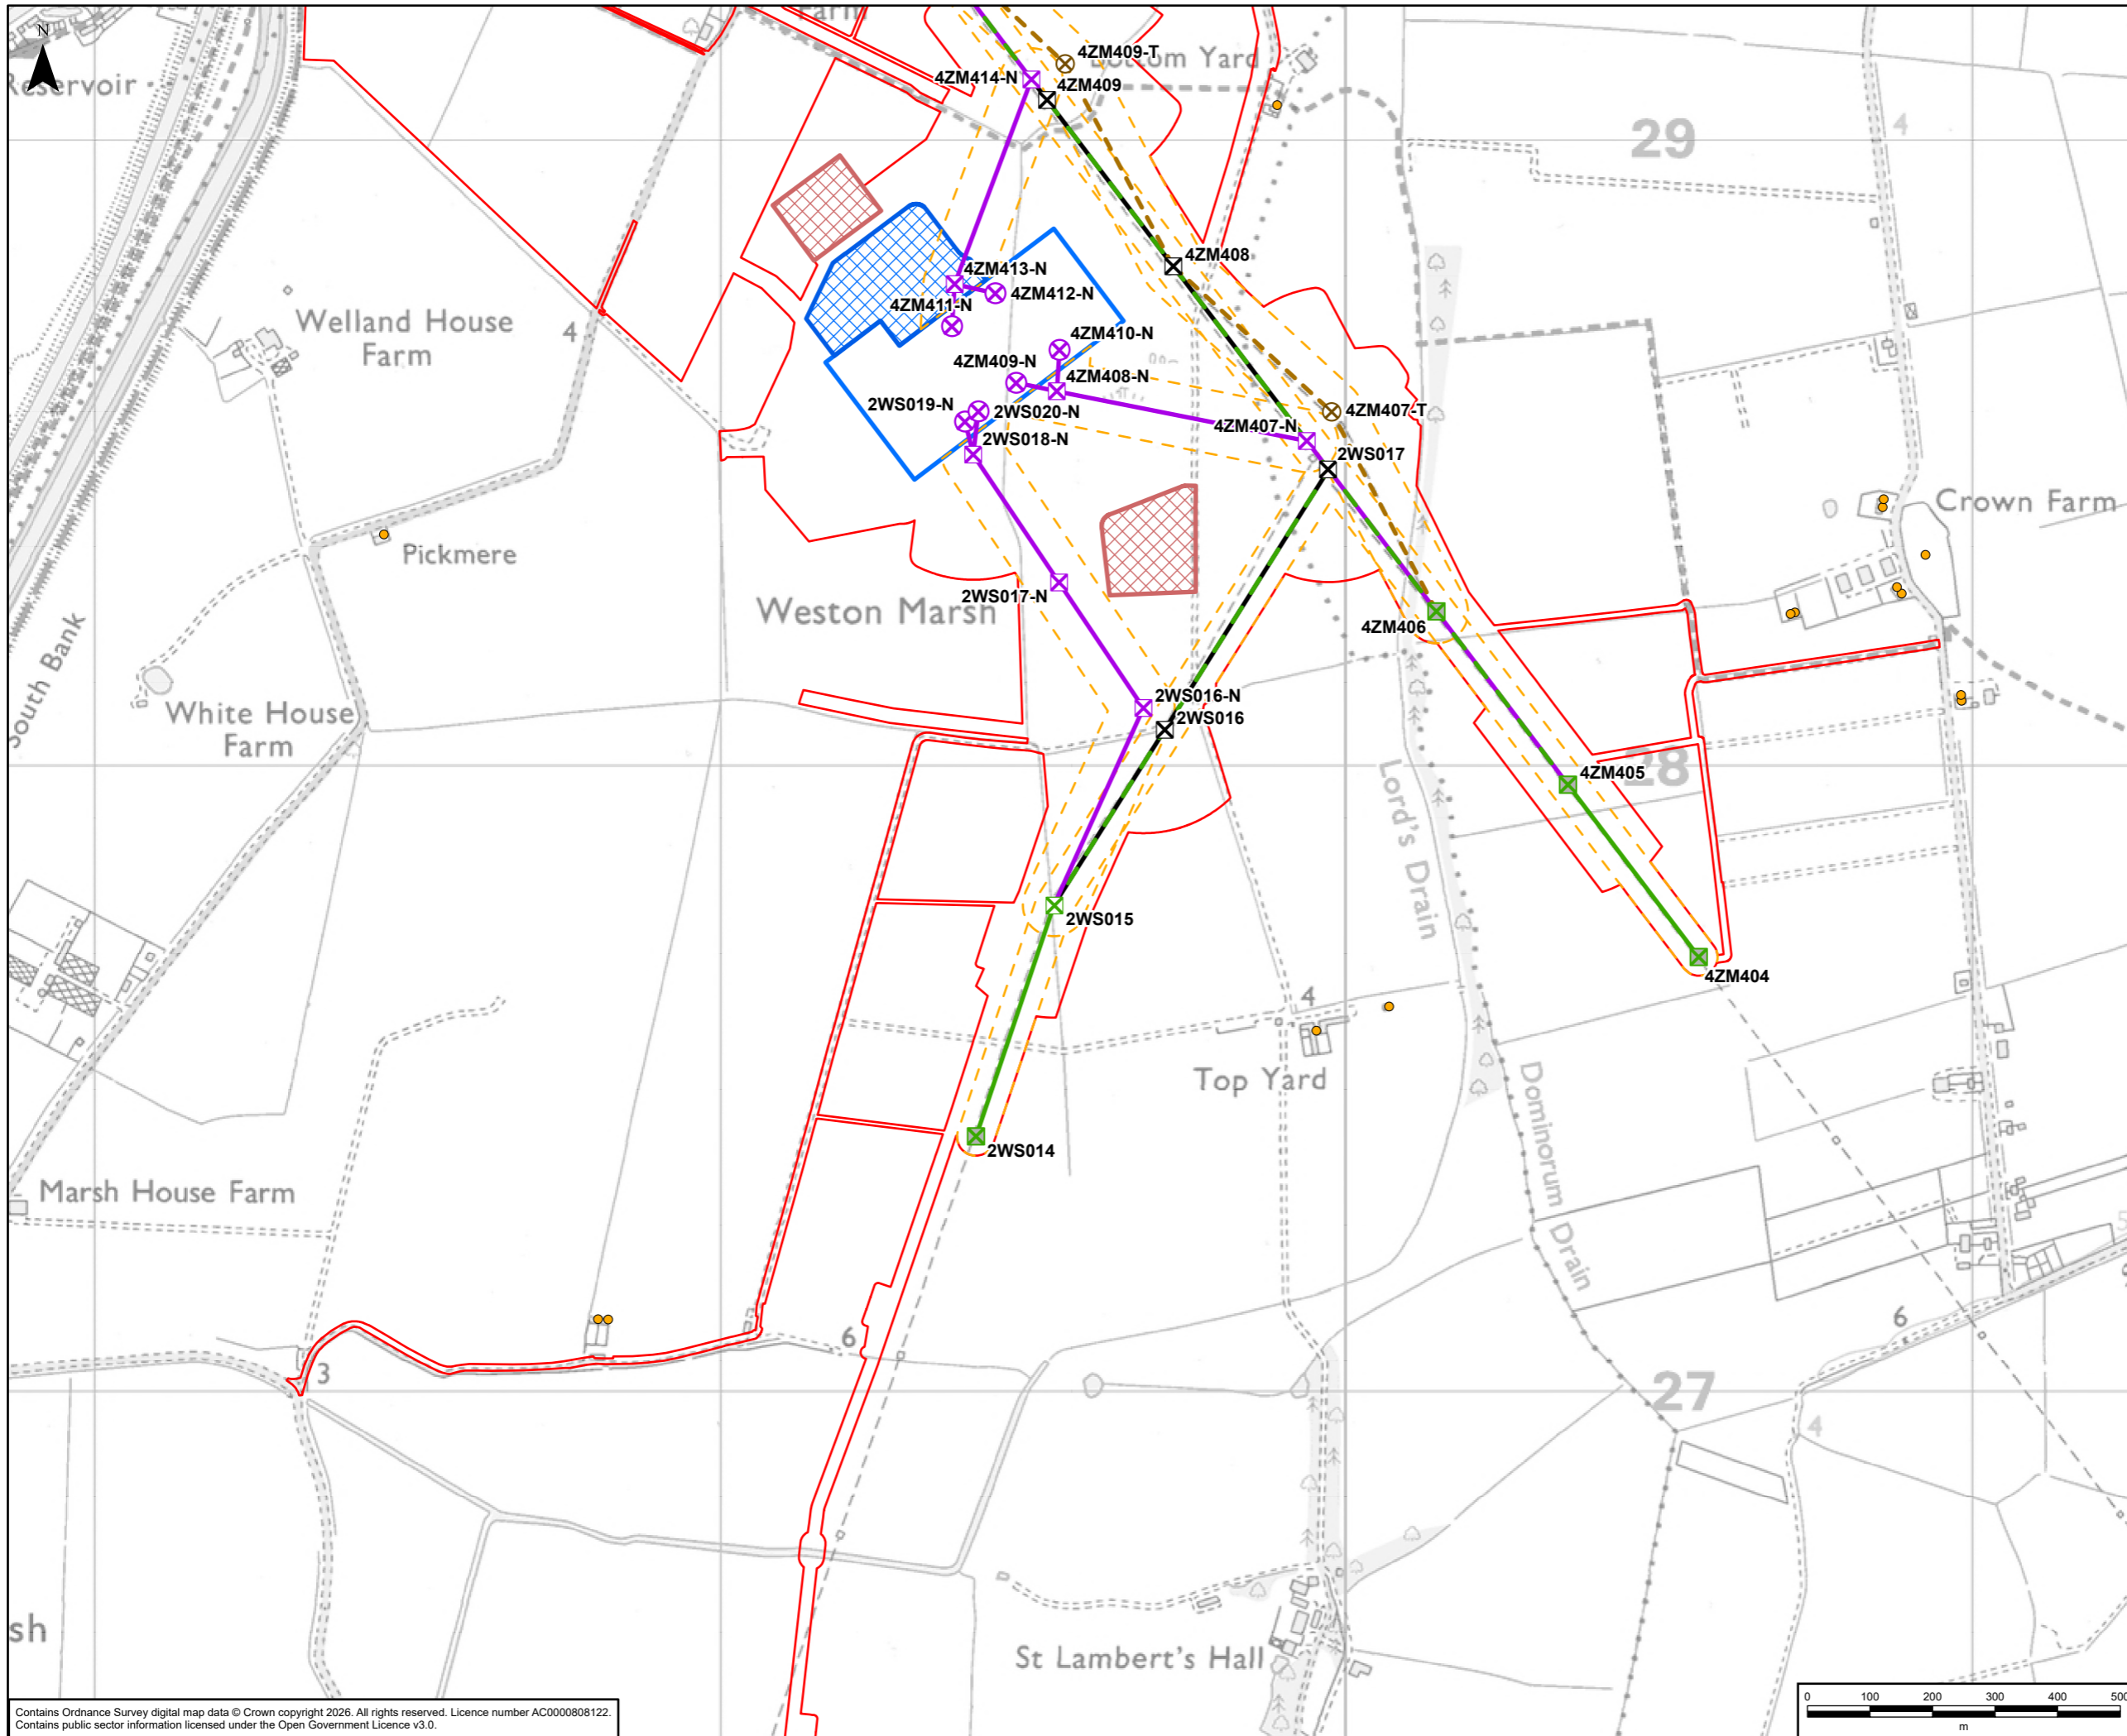 Farm
N
4ZM409-T
Bottom Yard
Reservoir
4ZM414-N
4ZM409
29
4
4ZM408
4ZM413-N
4ZM412-N
4ZM411-N
Welland House
Farm
4
4ZM410-N
4ZM409-N
4ZM408-N
2WS019-N
2WS020-N
4ZM407-T
4ZM407-N
2WS018-N
2WS017
Crown Farm
Pickmere
2WS017-N
Weston Marsh
4ZM406
South Bank
2WS016-N
2WS016
White House
Farm
4ZM405
28
Lord's Drain
2WS015
4ZM404
4
Top Yard
Dominorum Drain
2WS014
Marsh House Farm
5
6
6
3
27
4
sh
St Lambert's Hall
0 100 200 300 400 500
m
Contains Ordnance Survey digital map data © Crown copyright 2026. All rights reserved. Licence number AC0000808122.
Contains public sector information licensed under the Open Government Licence v3.0.